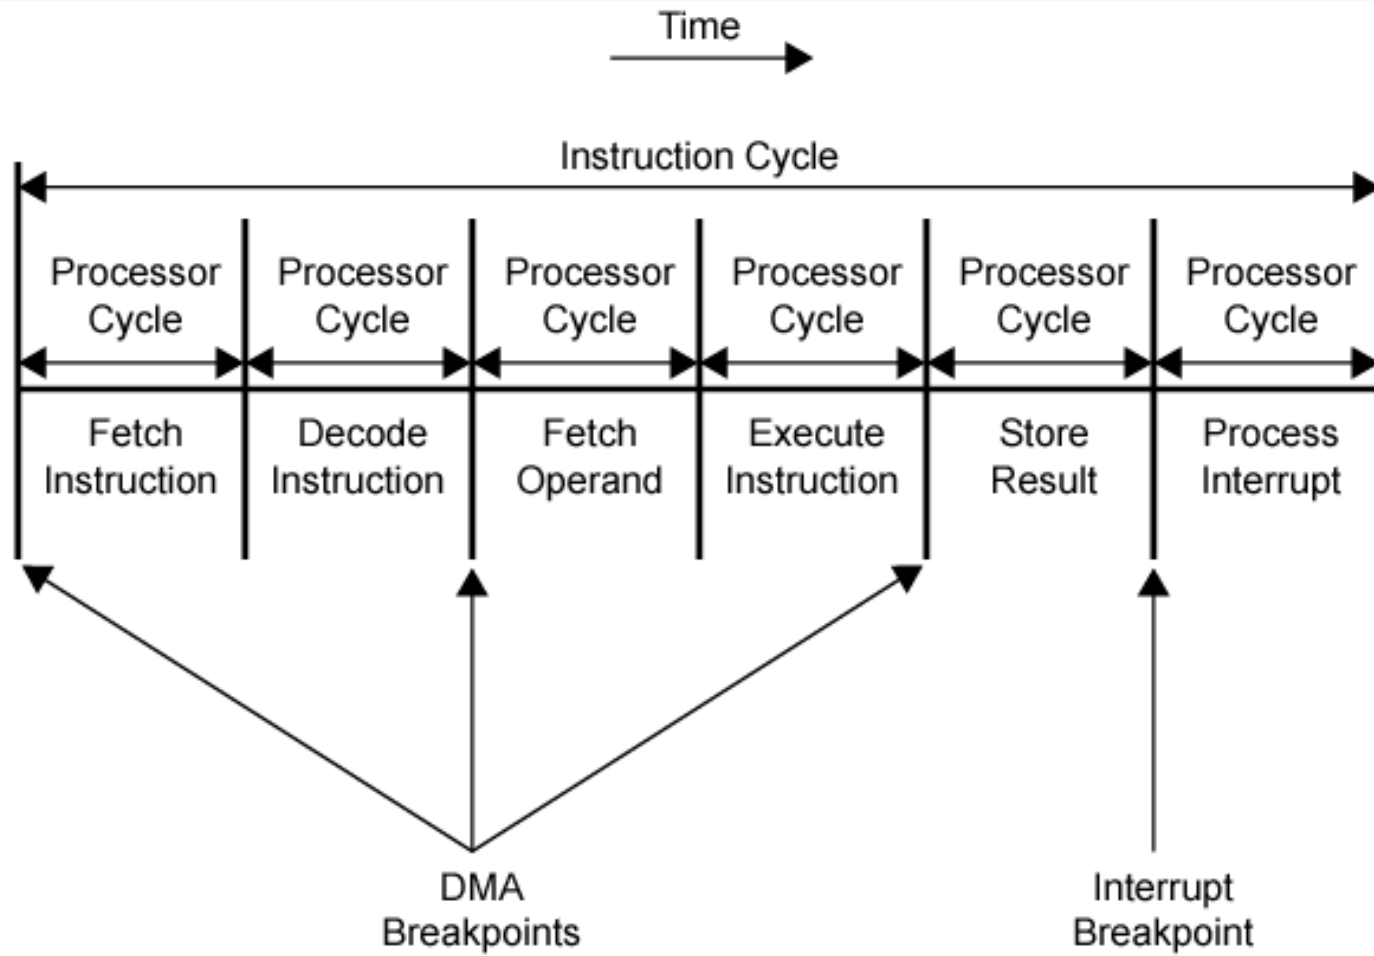 Time
Instruction Cycle
Processor Processor Processor Processor Processor Processor
Cycle Cycle Cycle Cycle Cycle Cycle
Fetch Decode Fetch Execute Store Process
Instruction Instruction Operand Instruction Result Interrupt
DMA Interrupt
Breakpoints Breakpoint